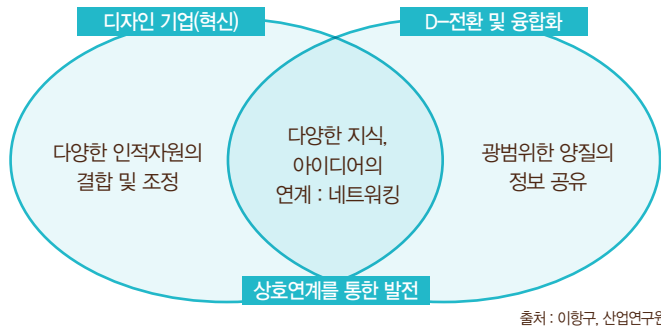 디자인 기업(혁신)
D-전환 및 융합화
다양한 인적자원의
결합 및 조정
다양한 지식,
아이디어의
연계 : 네트워킹
광범위한 양질의
정보 공유
상호연계를 통한 발전
출처 : 이항구, 산업연구원